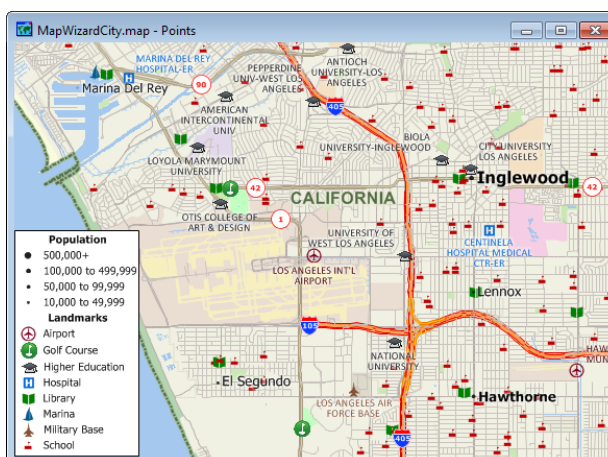 MapWizardCity.map - Points
MARINA DEL REY
HOSPITAL-ER
Marina Del Rey
90
PEPPERDINE
UNIV-WEST LOS
ANGELES
ANTIOCH
UNIVERSITY-LOS
ANGELES
405
AMERICAN
INTERCONTINENTAL
UNIV
LOYOLA MARYMOUNT
UNIVERSITY
BIOLA
UNIVERSITY-INGLEWOOD
CITY UNIVERSITY
LOS ANGELES
Inglewood
42
42
CALIFORNIA
OTIS COLLEGE OF
ART & DESIGN
1
UNIVERSITY OF
WEST LOS ANGELES
CENTINELA
HOSPITAL MEDICAL
CTR-ER
LOS ANGELES INT'L
AIRPORT
Lennox
105
NATIONAL
UNIVERSITY
HAW
MUN
El Segundo
LOS ANGELES AIR
FORCE BASE
Hawthorne
405
Population
500,000+
100,000 to 499,999
50,000 to 99,999
10,000 to 49,999
Landmarks
Airport
Golf Course
Higher Education
H Hospital
Library
Marina
Military Base
School